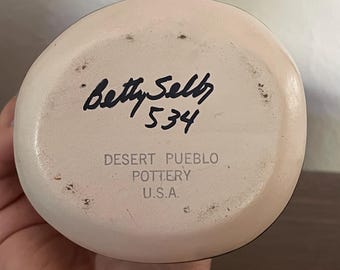 Betty Selby
534
DESERT PUEBLO
POTTERY
U.S.A.